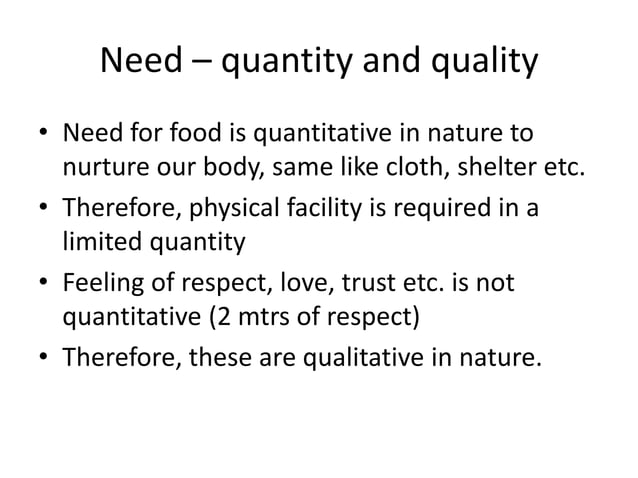 Need – quantity and quality
• Need for food is quantitative in nature to
nurture our body, same like cloth, shelter etc.
• Therefore, physical facility is required in a
limited quantity
• Feeling of respect, love, trust etc. is not
quantitative (2 mtrs of respect)
• Therefore, these are qualitative in nature.